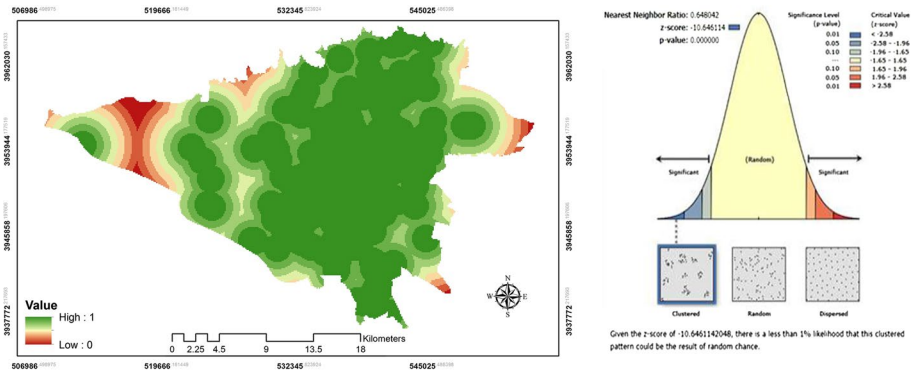 506986 519666 532345 545025
3962030
3953944
3945858
3937772
3962030
3953944
3945858
3937772
Value
High : 1
Low : 0
N
W E
S
Kilometers
0 2.25 4.5 9 13.5 18
506986 519666 532345 545025
Nearest Neighbor Ratio: 0.648042
z-score: -10.646114
p-value: 0.000000
Significance Level Critical Value
(p-value) (z-score)
0.01 < -2.58
0.05 -2.58 - -1.96
0.10 -1.96 - -1.65
--- -1.65 - 1.65
0.10 1.65 - 1.96
0.05 1.96 - 2.58
0.01 > 2.58
(Random)
Significant Significant
Clustered Random Dispersed
Given the z-score of -10.6461142048, there is a less than 1% likelihood that this clustered
pattern could be the result of random chance.